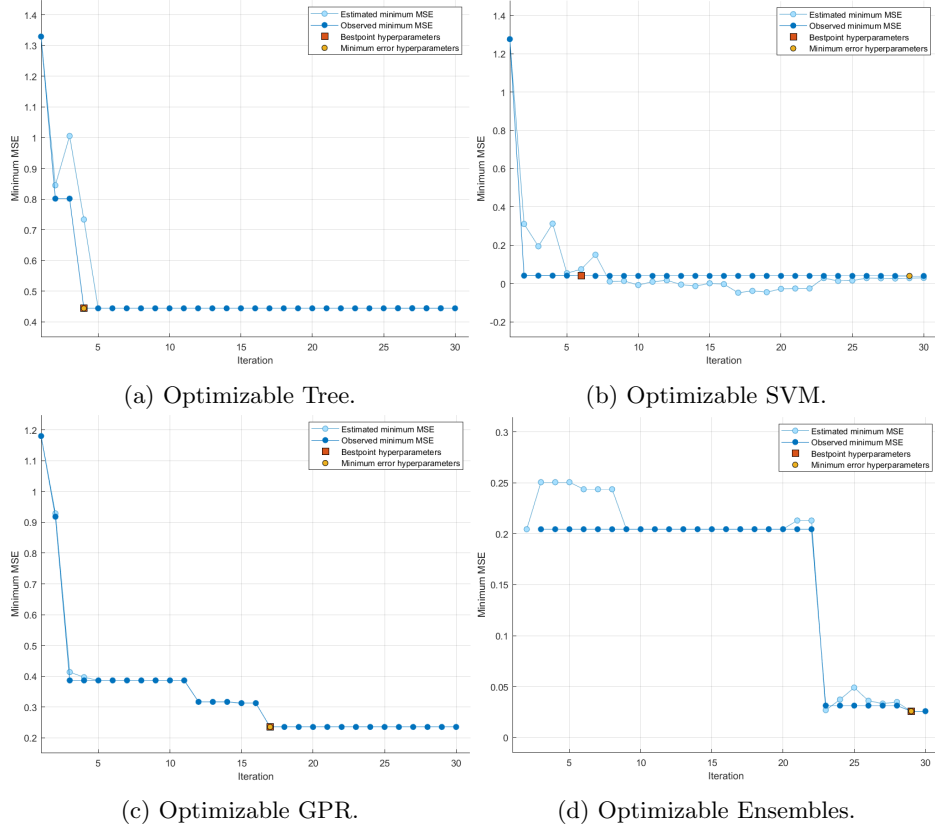 1.4
1.3
1.2
1.1
1
0.9
0.8
0.7
0.6
0.5
0.4
Minimum MSE
5 10 15 20 25 30
Iteration
Estimated minimum MSE
Observed minimum MSE
Bestpoint hyperparameters
Minimum error hyperparameters
(a) Optimizable Tree.
1.4
1.2
1
0.8
0.6
0.4
0.2
0
-0.2
Minimum MSE
5 10 15 20 25 30
Iteration
Estimated minimum MSE
Observed minimum MSE
Bestpoint hyperparameters
Minimum error hyperparameters
(b) Optimizable SVM.
1.2
1.1
1
0.9
0.8
0.7
0.6
0.5
0.4
0.3
0.2
Minimum MSE
5 10 15 20 25 30
Iteration
Estimated minimum MSE
Observed minimum MSE
Bestpoint hyperparameters
Minimum error hyperparameters
(c) Optimizable GPR.
0.3
0.25
0.2
0.15
0.1
0.05
0
Minimum MSE
5 10 15 20 25 30
Iteration
Estimated minimum MSE
Observed minimum MSE
Bestpoint hyperparameters
Minimum error hyperparameters
(d) Optimizable Ensembles.